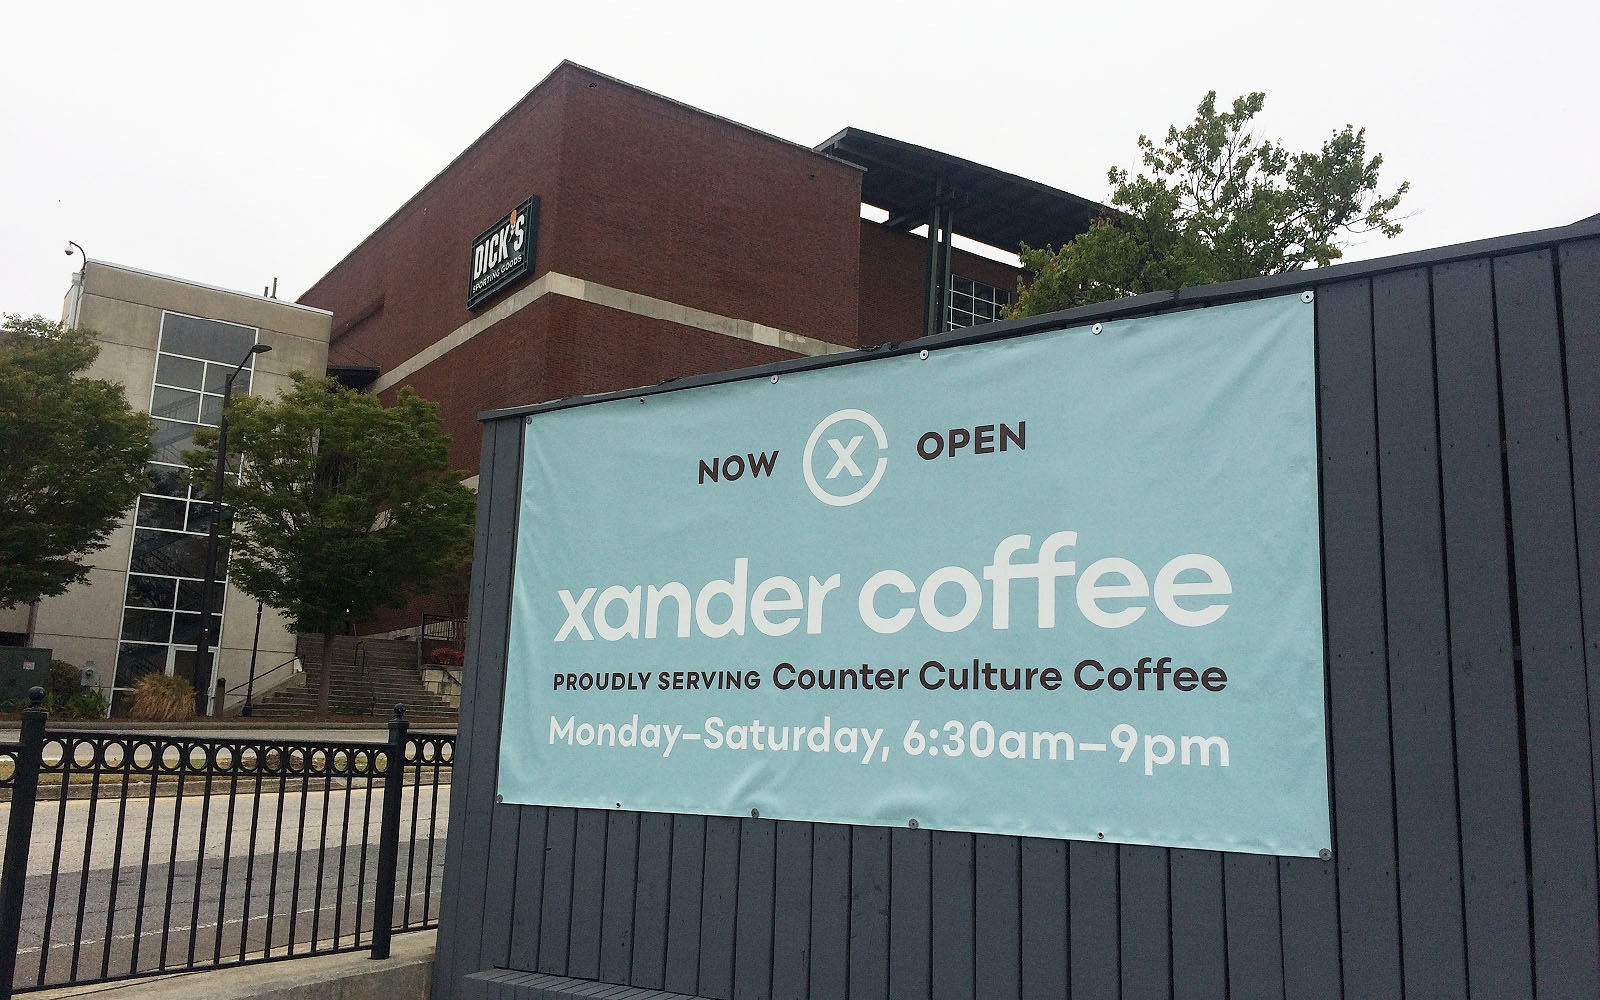 DICK'S
SPORTING GOODS
NOW X OPEN
xander coffee
PROUDLY SERVING Counter Culture Coffee
Monday–Saturday, 6:30am–9pm